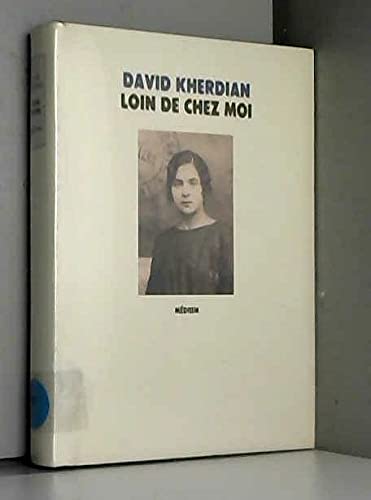 DAVID KHERDIAN
LOIN DE CHEZ MOI
MÉDIUM